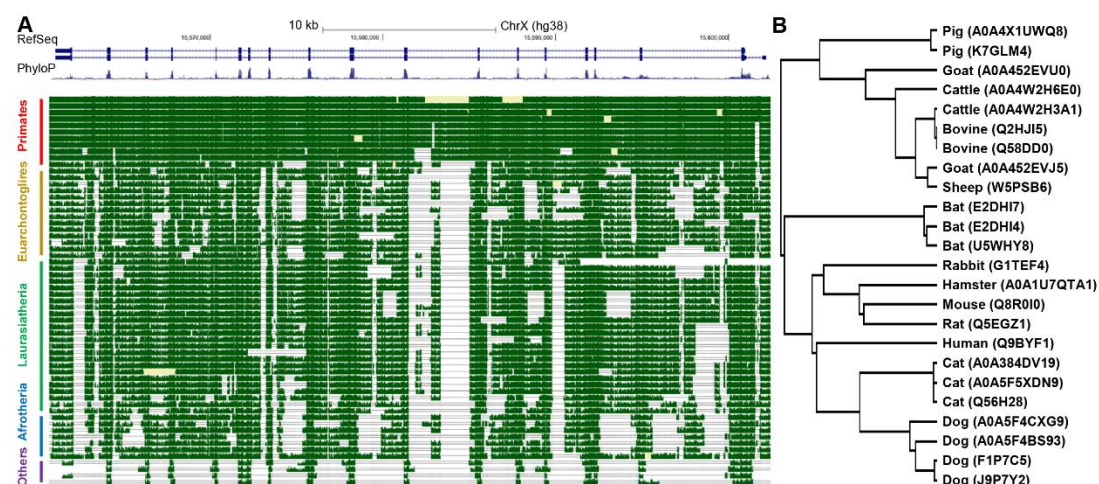 A
10 kb
ChrX (hg38)
RefSeq
15,570,000
15,580,000
15,590,000
15,600,000
PhyloP
Primates
Euarchontoglires
Laurasiatheria
Afrotheria
Others
B
Pig (A0A4X1UWQ8)
Pig (K7GLM4)
Goat (A0A452EVU0)
Cattle (A0A4W2H6E0)
Cattle (A0A4W2H3A1)
Bovine (Q2HJI5)
Bovine (Q58DD0)
Goat (A0A452EVJ5)
Sheep (W5PSB6)
Bat (E2DHI7)
Bat (E2DHI4)
Bat (U5WHY8)
Rabbit (G1TEF4)
Hamster (A0A1U7QTA1)
Mouse (Q8R0I0)
Rat (Q5EGZ1)
Human (Q9BYF1)
Cat (A0A384DV19)
Cat (A0A5F5XDN9)
Cat (Q56H28)
Dog (A0A5F4CXG9)
Dog (A0A5F4BS93)
Dog (F1P7C5)
Dog (J9P7Y2)